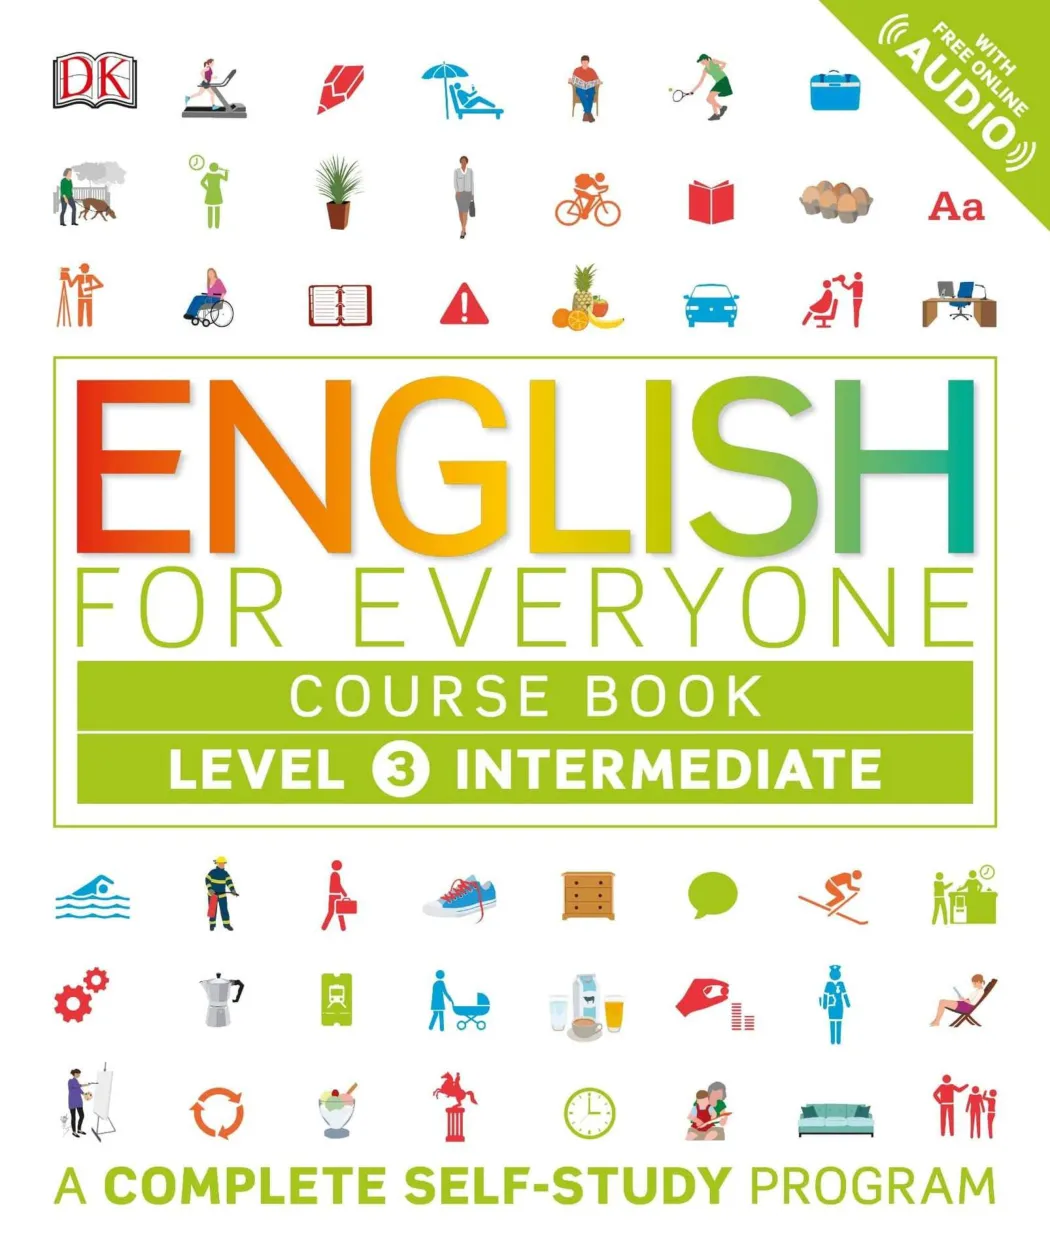 DK
WITH
FREE ONLINE
AUDIO
Aa
ENGLISH
FOR EVERYONE
COURSE BOOK
LEVEL 3 INTERMEDIATE
A COMPLETE SELF-STUDY PROGRAM